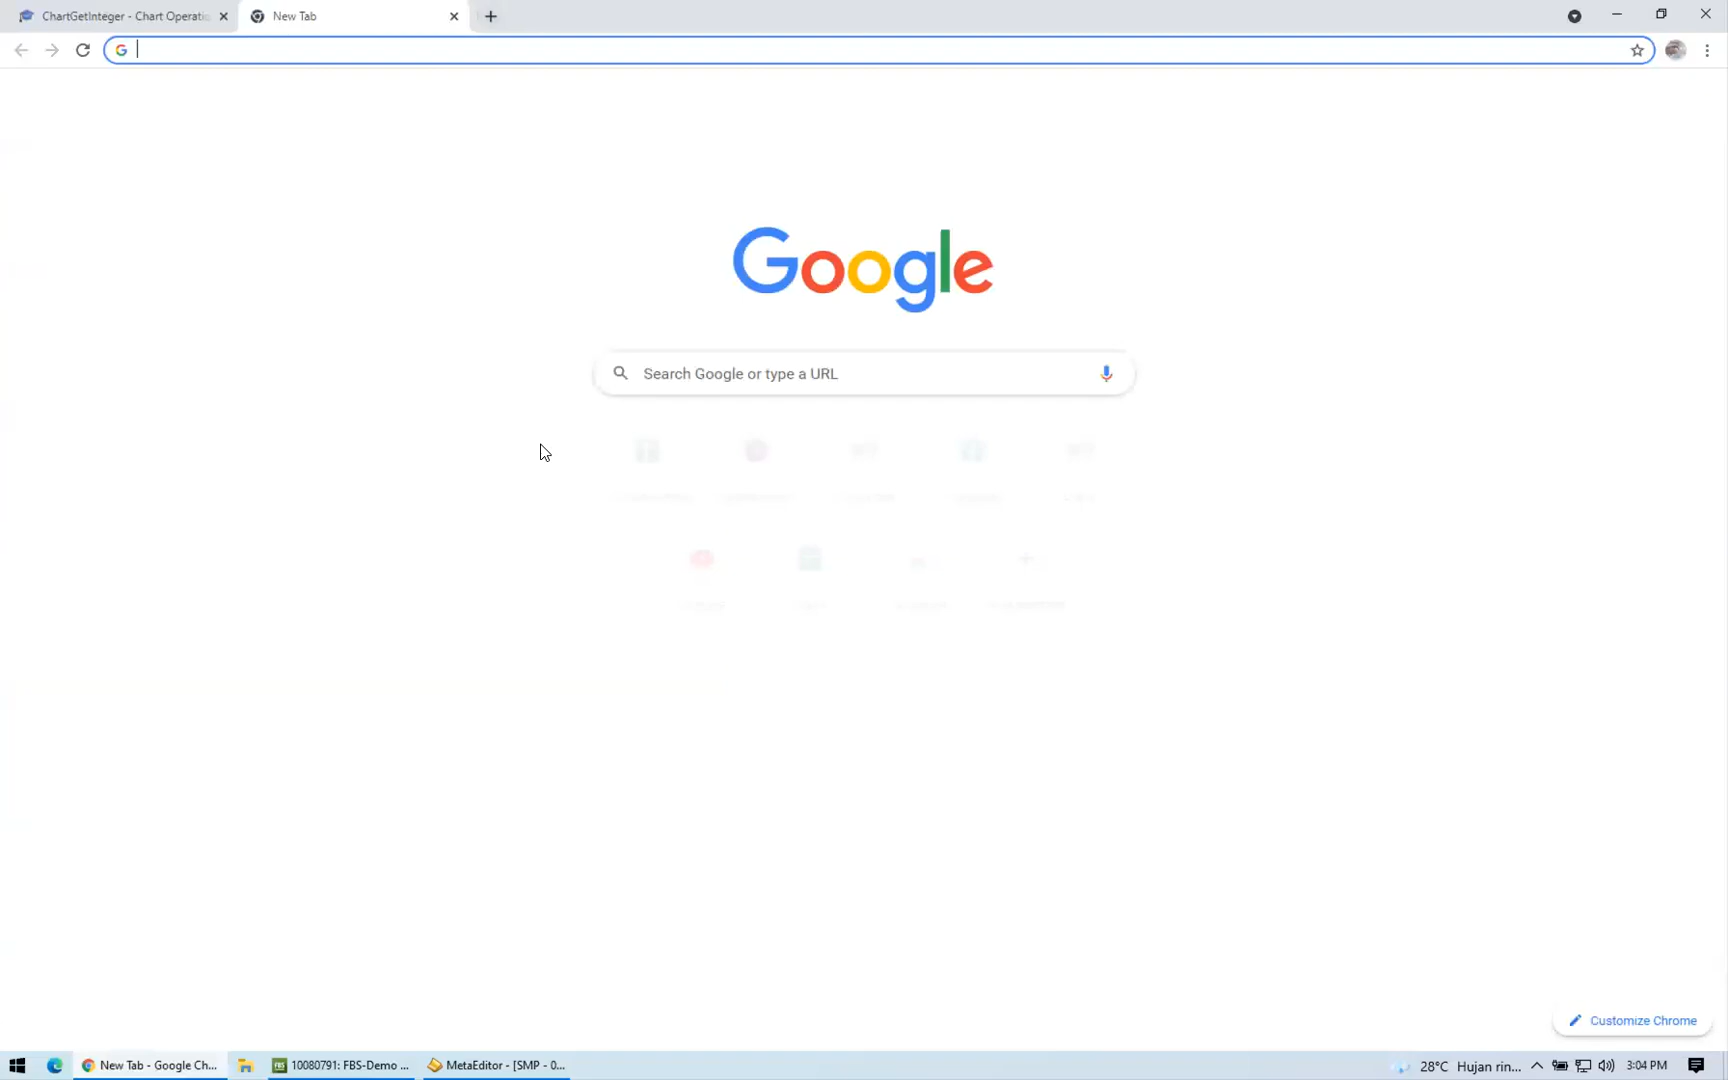 ChartGetInteger - Chart Operatio
New Tab
Google
Search Google or type a URL
Customize Chrome
New Tab - Google Ch...
10080791: FBS-Demo ...
MetaEditor - [SMP - 0...
28°C Hujan rin...
3:04 PM